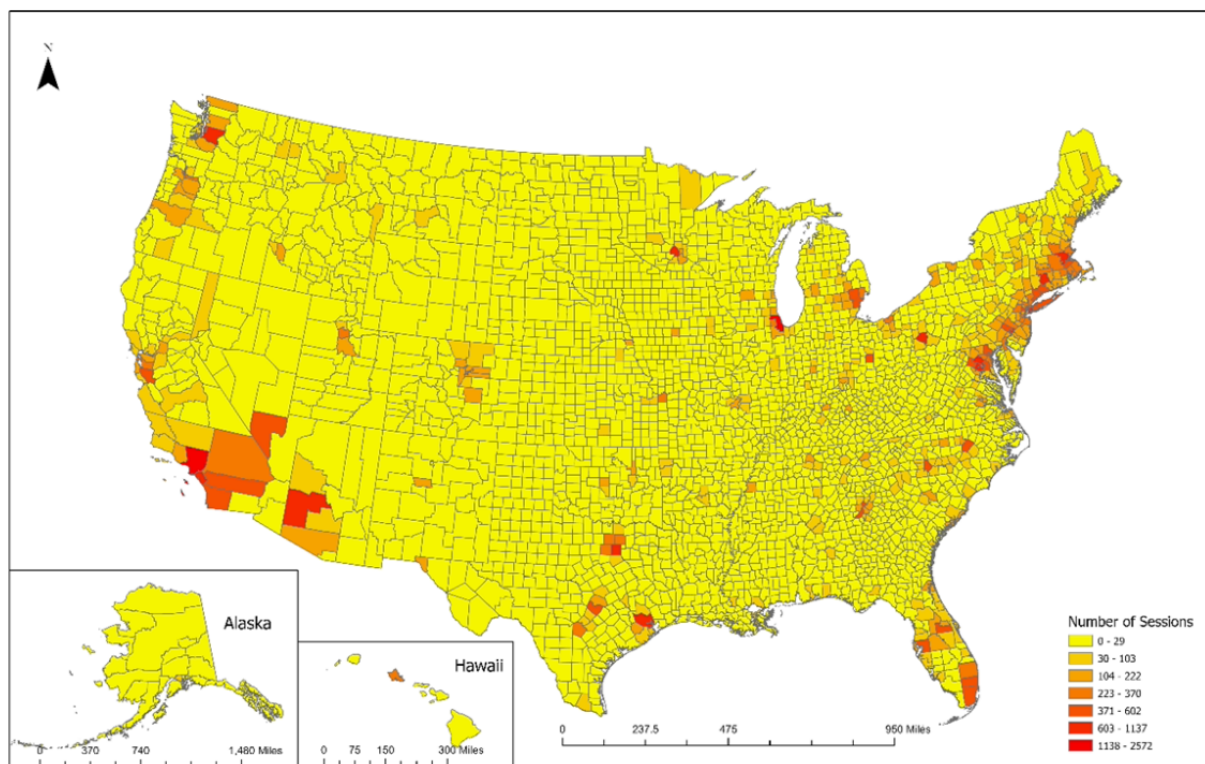 N
Alaska
0 370 740 1,480 Miles
Hawaii
0 75 150 300 Miles
0 237.5 475 950 Miles
Number of Sessions
0 - 29
30 - 103
104 - 222
223 - 370
371 - 602
603 - 1137
1138 - 2572